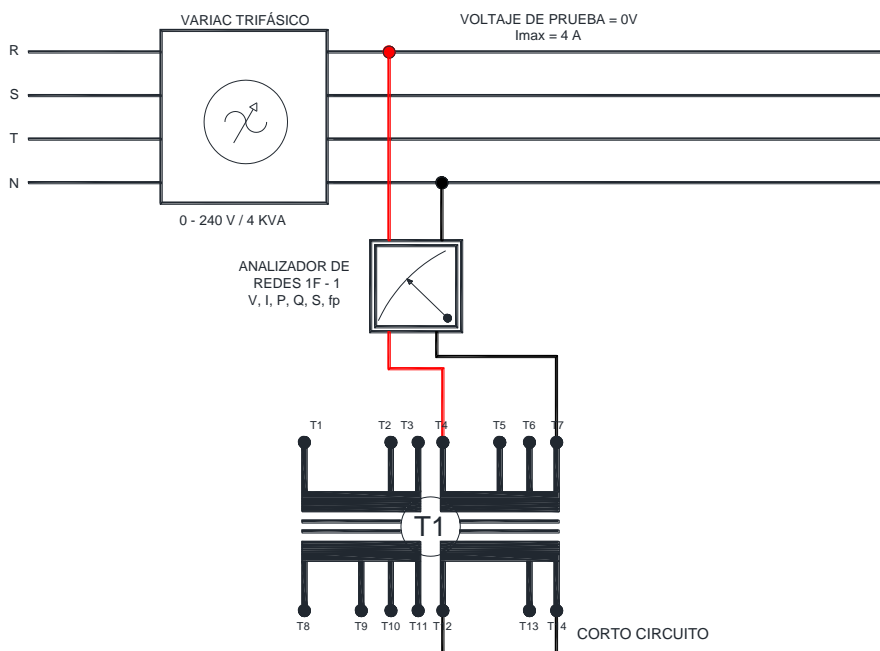 VARIAC TRIFÁSICO
VOLTAJE DE PRUEBA = 0V
Imax = 4 A
R
S
T
N
0 - 240 V / 4 KVA
ANALIZADOR DE
REDES 1F - 1
V, I, P, Q, S, fp
T1 T2 T3 T4 T5 T6 T7
T1
T8 T9 T10 T11 T12 T13 T14
CORTO CIRCUITO